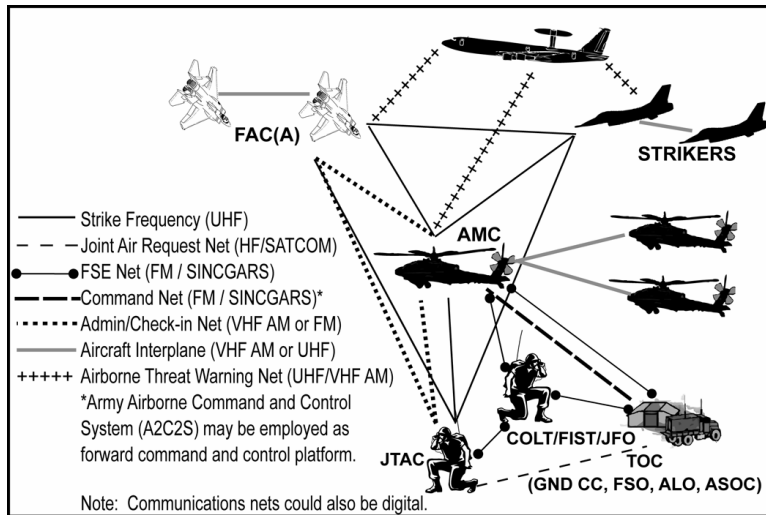 FAC(A)
STRIKERS
AMC
Strike Frequency (UHF)
Joint Air Request Net (HF/SATCOM)
FSE Net (FM / SINCGARS)
Command Net (FM / SINCGARS)*
Admin/Check-in Net (VHF AM or FM)
Aircraft Interplane (VHF AM or UHF)
+++++ Airborne Threat Warning Net (UHF/VHF AM)
*Army Airborne Command and Control
System (A2C2S) may be employed as
forward command and control platform.
Note: Communications nets could also be digital.
COLT/FIST/JFO
JTAC
TOC
(GND CC, FSO, ALO, ASOC)